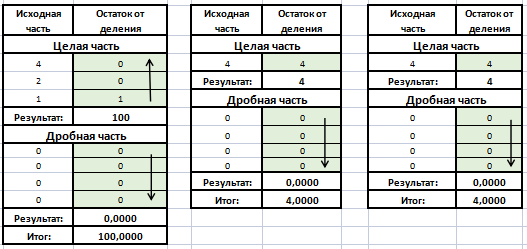 Исходная часть Остаток от деления
Целая часть
4 0
2 0
1 1
Результат: 100
Дробная часть
0 0
0 0
0 0
0 0
Результат: 0,0000
Итог: 100,0000
Исходная часть Остаток от деления
Целая часть
4 4
Результат: 4
Дробная часть
0 0
0 0
0 0
0 0
Результат: 0,0000
Итог: 4,0000
Исходная часть Остаток от деления
Целая часть
4 4
Результат: 4
Дробная часть
0 0
0 0
0 0
0 0
Результат: 0,0000
Итог: 4,0000